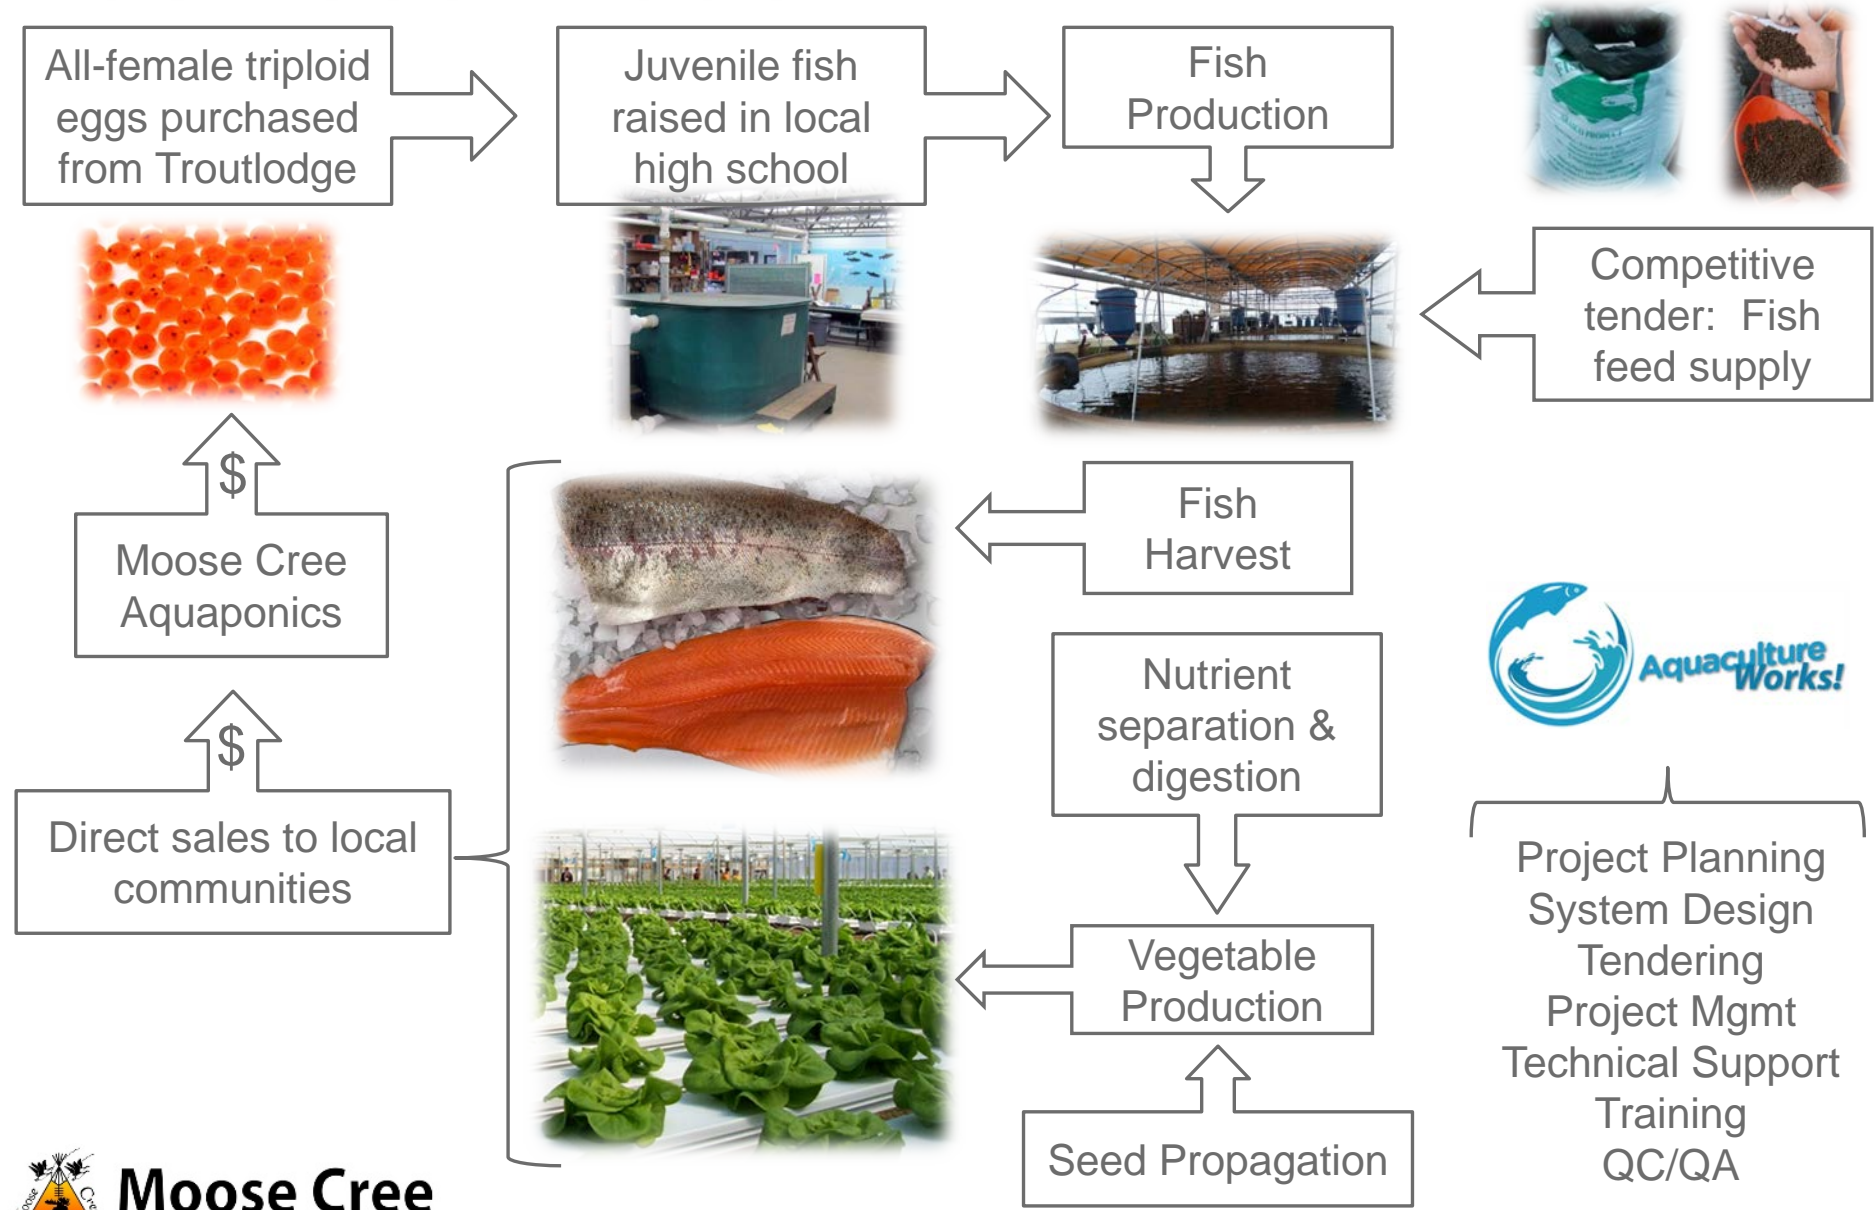 All-female triploid
eggs purchased
from Troutlodge
Juvenile fish
raised in local
high school
Fish
Production
Competitive
tender:  Fish
feed supply
$
Moose Cree
Aquaponics
$
Direct sales to local
communities
Fish
Harvest
Nutrient
separation &
digestion
Vegetable
Production
Seed Propagation
Aquaculture
Works!
Project Planning
System Design
Tendering
Project Mgmt
Technical Support
Training
QC/QA
Moose Cree
Moose Cree